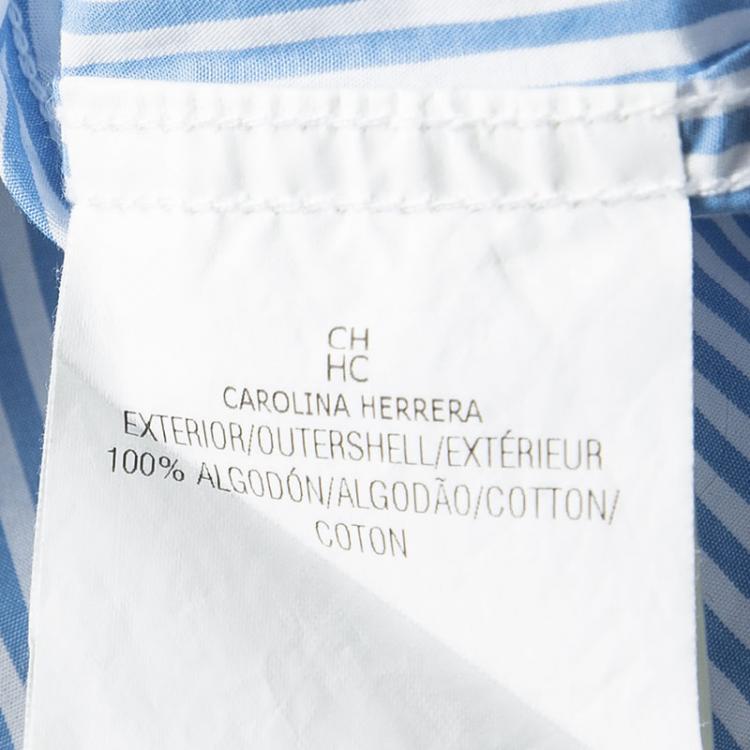 CH
HC
CAROLINA HERRERA
EXTERIOR/OUTERSHELL/EXTÉRIEUR
100% ALGODÓN/ALGODÃO/COTTON/
COTON